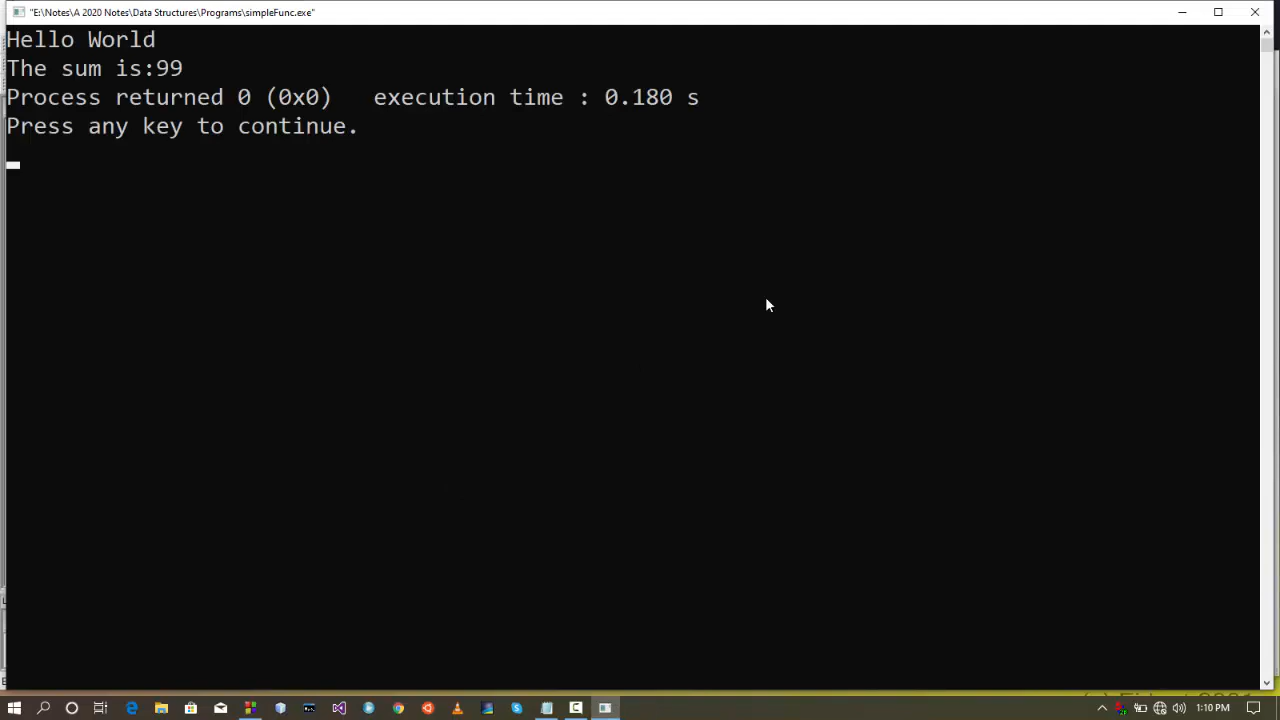 "E:\Notes\A 2020 Notes\Data Structures\Programs\simpleFunc.exe"
Hello World
The sum is:99
Process returned 0 (0x0)   execution time : 0.180 s
Press any key to continue.
1:10 PM